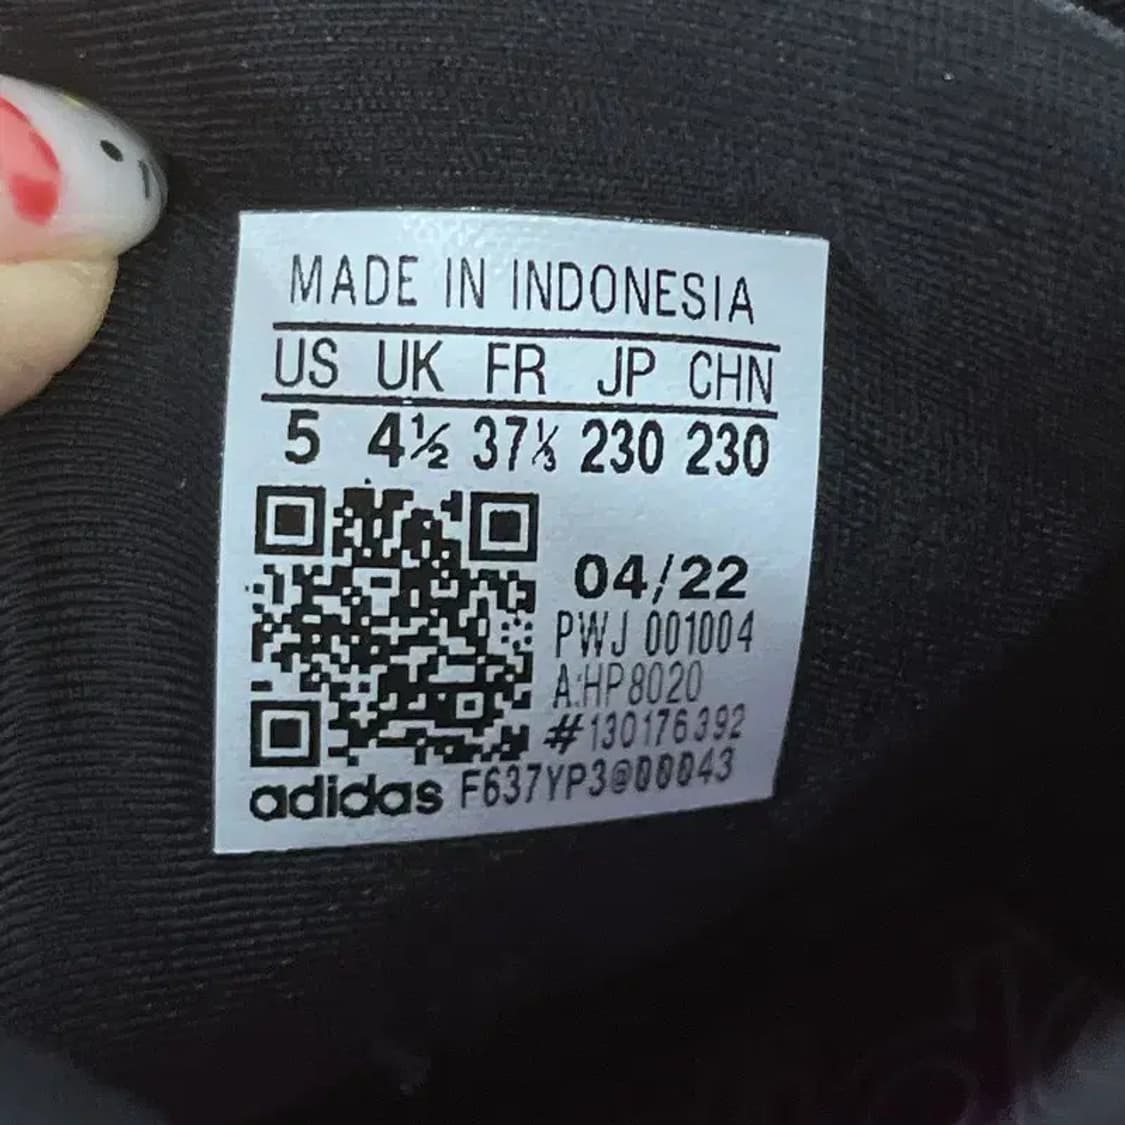 MADE IN INDONESIA
US UK FR JP CHN
5 4½ 37⅓ 230 230
04/22
PWJ 001004
A:HP8020
#130176392
adidas F637YP3@00043